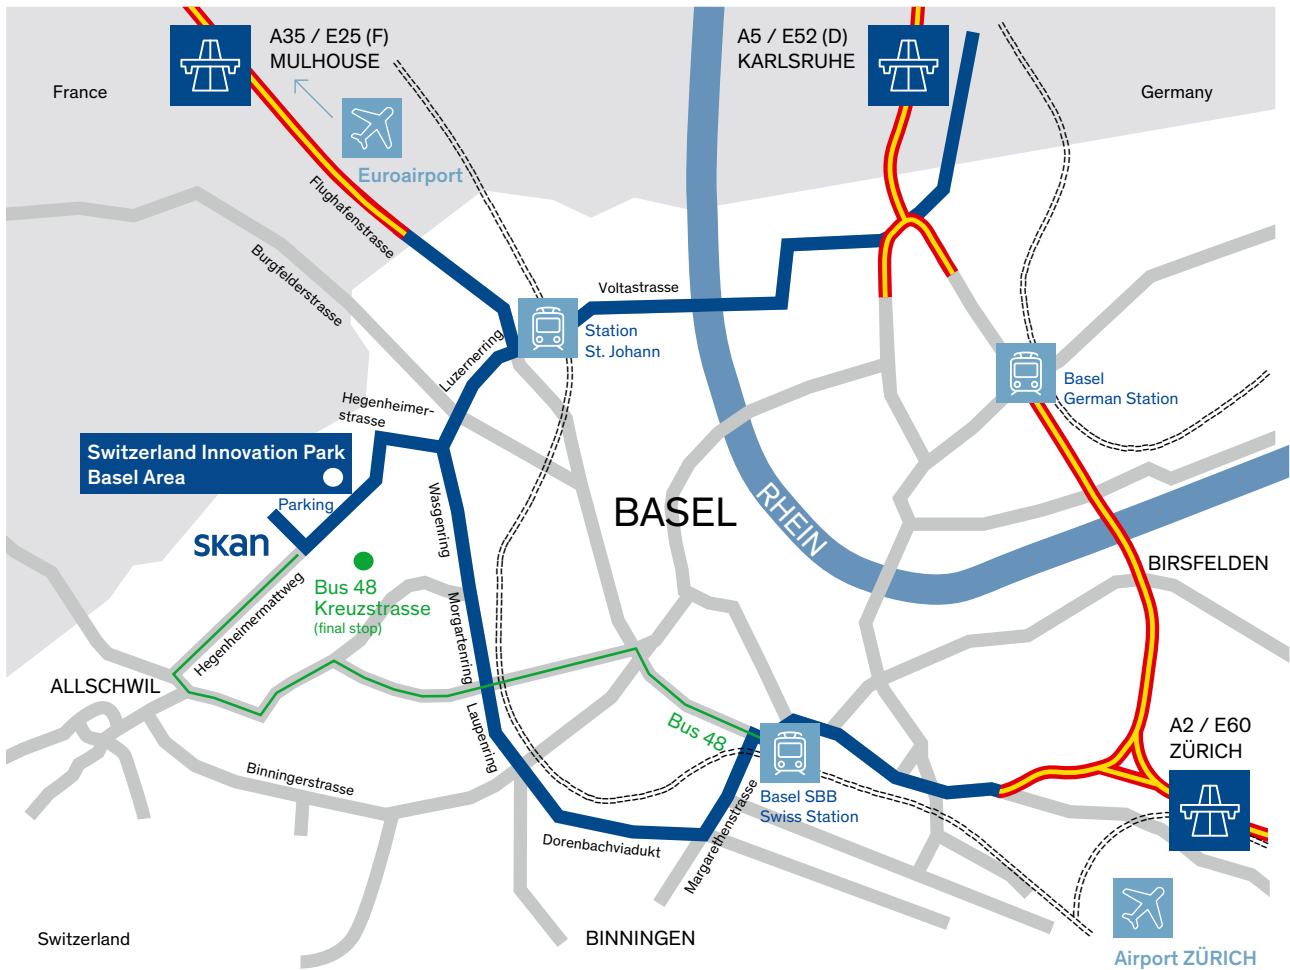 A35 / E25 (F)
MULHOUSE
A5 / E52 (D)
KARLSRUHE
France
Germany
Euroairport
Flughafenstrasse
Burgfelderstrasse
Voltastrasse
Station
St. Johann
Luzernerring
Basel
German Station
Hegenheimer-
strasse
Switzerland Innovation Park
Basel Area
Parking
skan
Wasgenring
BASEL
RHEIN
BIRSFELDEN
Bus 48
Kreuzstrasse
(final stop)
Hegenheimermattweg
Morgartenring
ALLSCHWIL
Laupenring
Bus 48
A2 / E60
ZÜRICH
Binningerstrasse
Basel SBB
Swiss Station
Dorenbachviadukt
Margarethenstrasse
Switzerland
BINNINGEN
Airport ZÜRICH